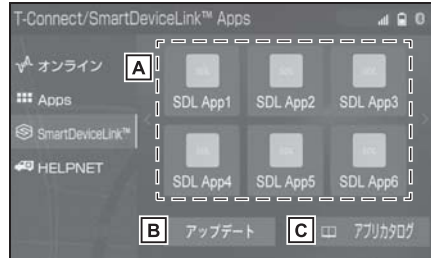 T-Connect/SmartDeviceLink™ Apps
オンライン
A
Apps
SmartDeviceLink™
HELPNET
SDL App1 SDL App2 SDL App3
SDL App4 SDL App5 SDL App6
B アップデート C アプリカタログ